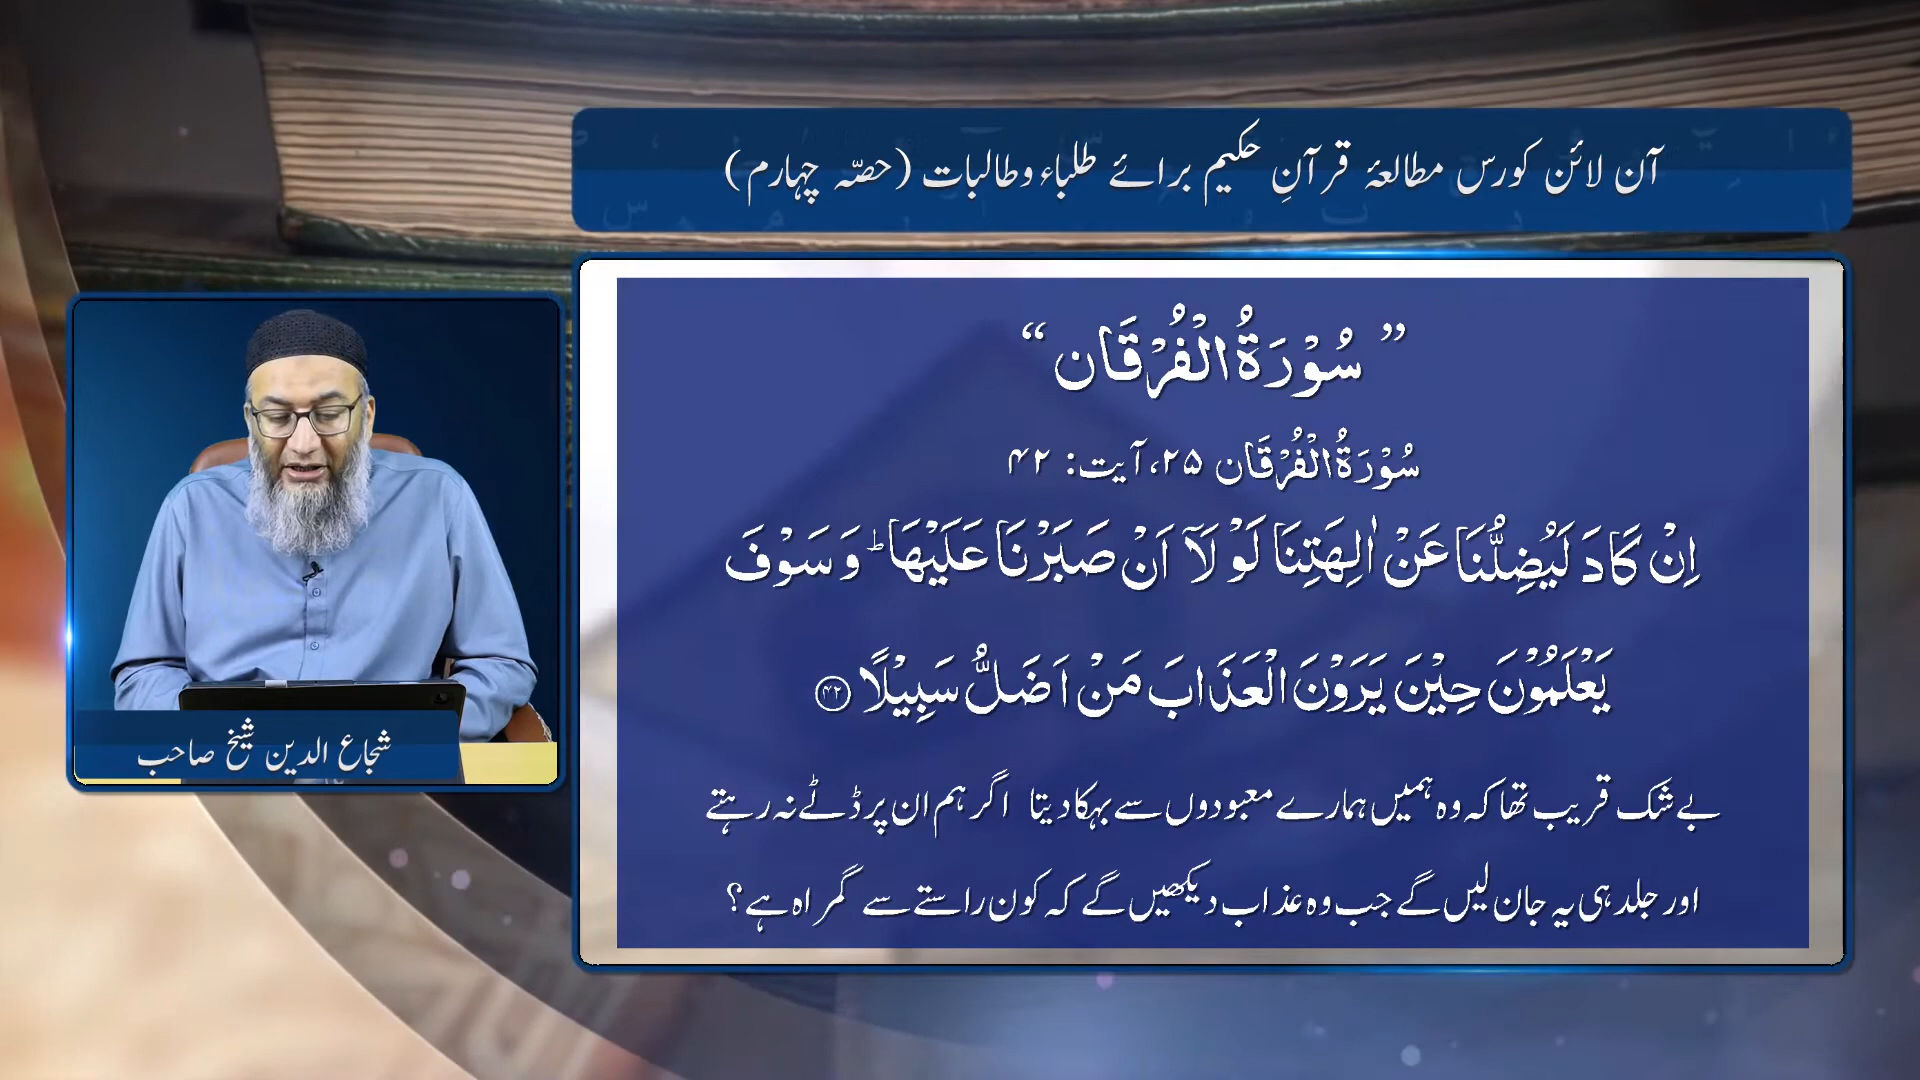 آن لائن کورس مطالعۂ قرآنِ حکیم برائے طلباء وطالبات (حصّہ چہارم)
” سُوْرَۃُ الْفُرْقَان “
سُوْرَۃُ الْفُرْقَان ۲۵، آیت: ۴۲
اِنْ كَادَ لَيُضِلُّنَا عَنْ اٰلِهَتِنَا لَوْ لَاۤ اَنْ صَبَرْنَا عَلَيْهَا ؕ وَ سَوْفَ
يَعْلَمُوْنَ حِيْنَ يَرَوْنَ الْعَذَابَ مَنْ اَضَلُّ سَبِيْلًا ﴿۴۲﴾
بے شک قریب تھا کہ وہ ہمیں ہمارے معبودوں سے بہکا دیتا اگر ہم ان پر ڈٹے نہ رہتے
اور جلد ہی یہ جان لیں گے جب وہ عذاب دیکھیں گے کہ کون راستے سے گمراہ ہے؟
شجاع الدین شیخ صاحب